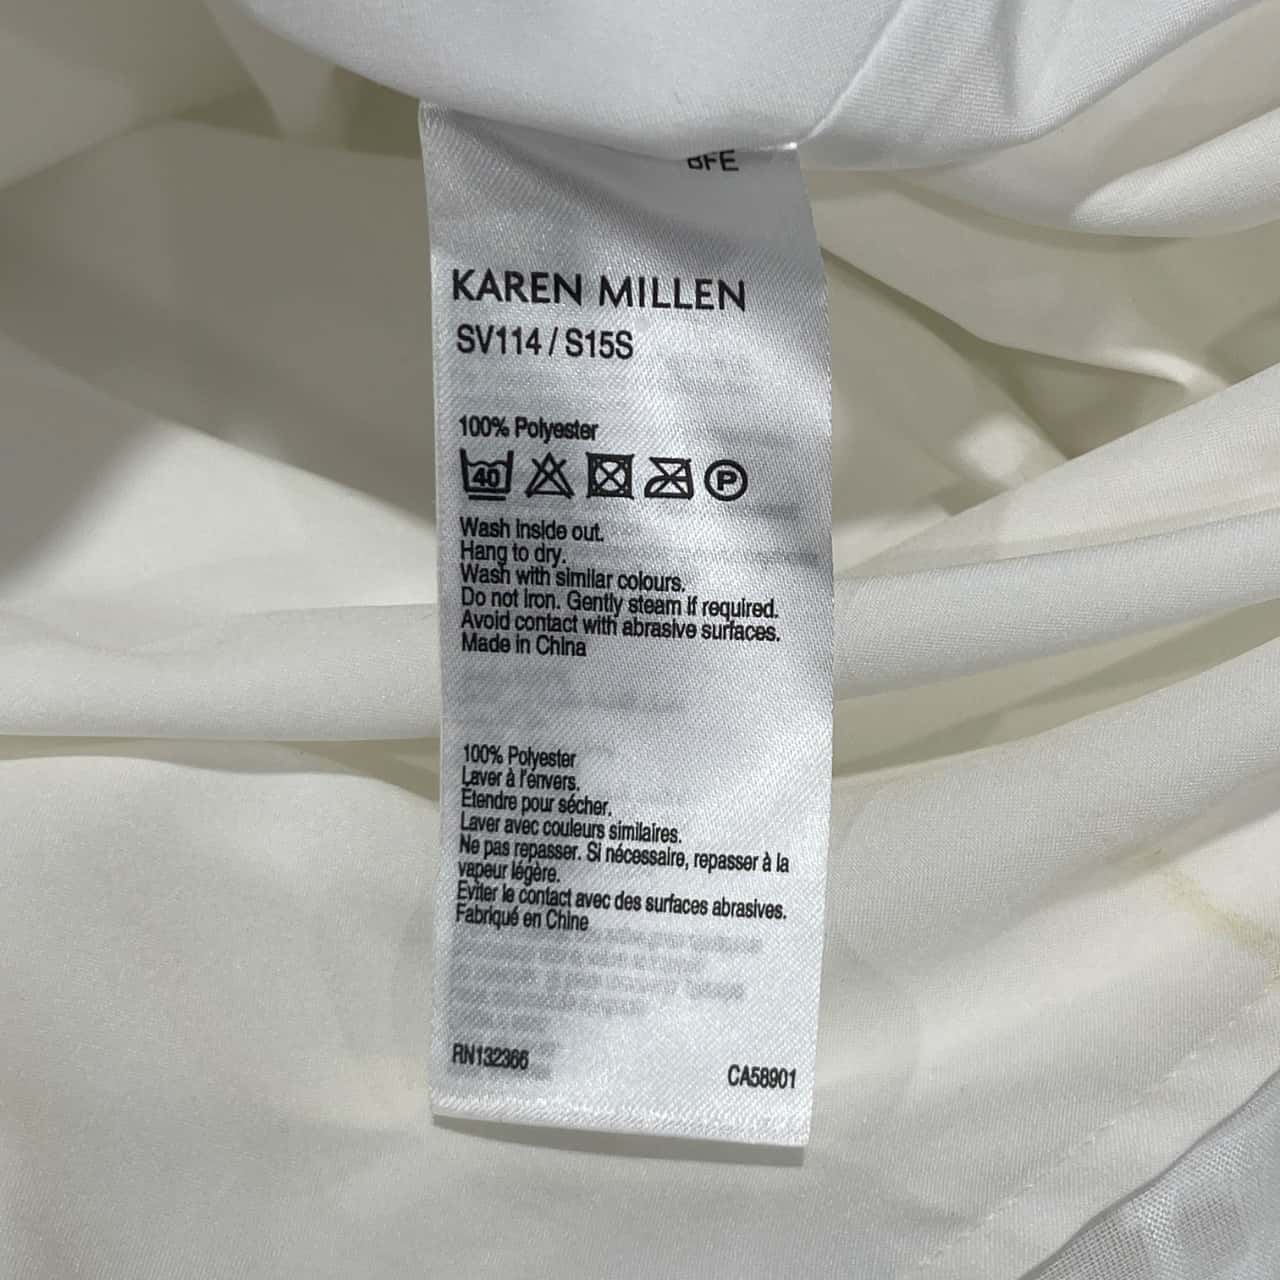 KAREN MILLEN
SV114 / S15S
100% Polyester
40 P
Wash inside out.
Hang to dry.
Wash with similar colours.
Do not iron. Gently steam if required.
Avoid contact with abrasive surfaces.
Made in China
100% Polyester
Laver à l'envers.
Étendre pour sécher.
Laver avec couleurs similaires.
Ne pas repasser. Si nécessaire, repasser à la
vapeur légère.
Eviter le contact avec des surfaces abrasives.
Fabriqué en Chine
RN132366
CA58901